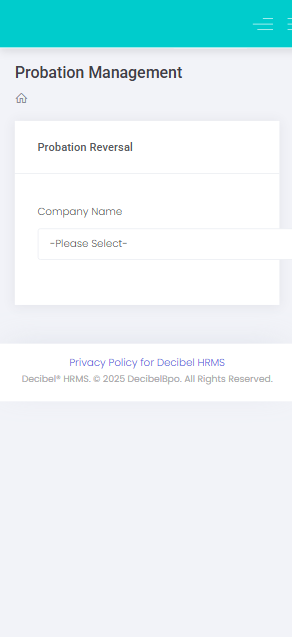 Probation Management
Probation Reversal
Company Name
-Please Select-
Privacy Policy for Decibel HRMS
Decibel® HRMS. © 2025 DecibelBpo. All Rights Reserved.